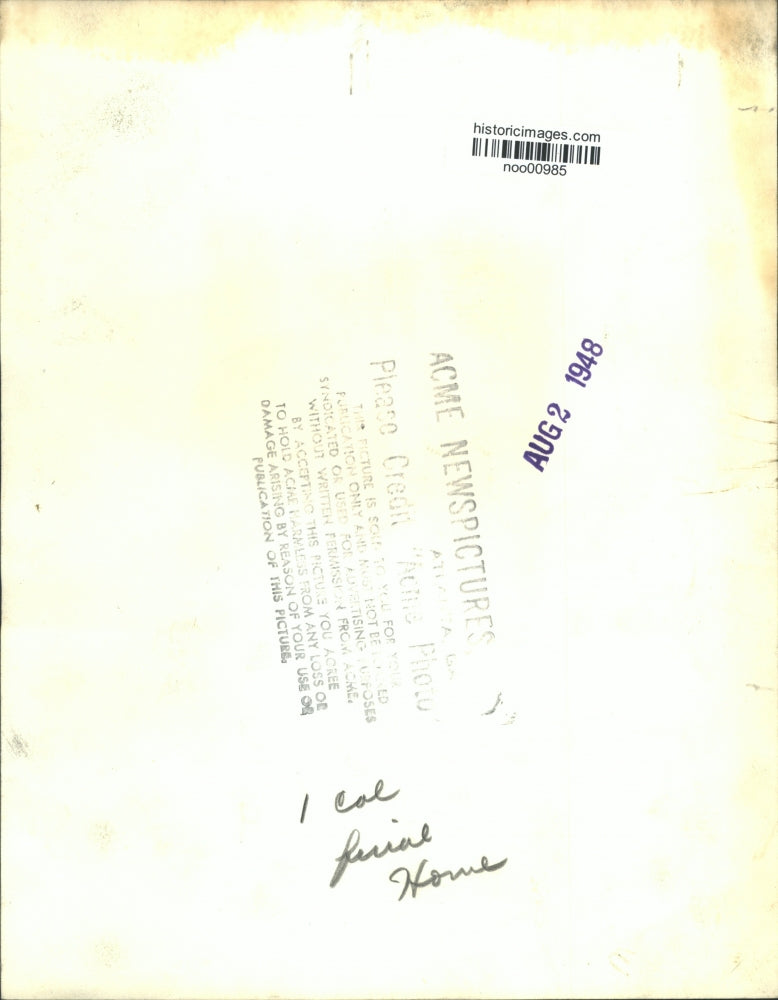 historicimages.com
noo00985
AUG 2 1948
ACME NEWSPICTURES
Please Credit "Acme Photo"
THIS PICTURE IS SOLD TO YOU FOR YOUR
PUBLICATION ONLY AND MUST NOT BE
SYNDICATED OR USED FOR ADVERTISING PURPOSES
WITHOUT WRITTEN PERMISSION FROM ACME.
BY ACCEPTING THIS PICTURE YOU AGREE
TO HOLD ACME HARMLESS FROM ANY LOSS OR
DAMAGE ARISING BY REASON OF YOUR USE OR
PUBLICATION OF THIS PICTURE.
1 col
Home